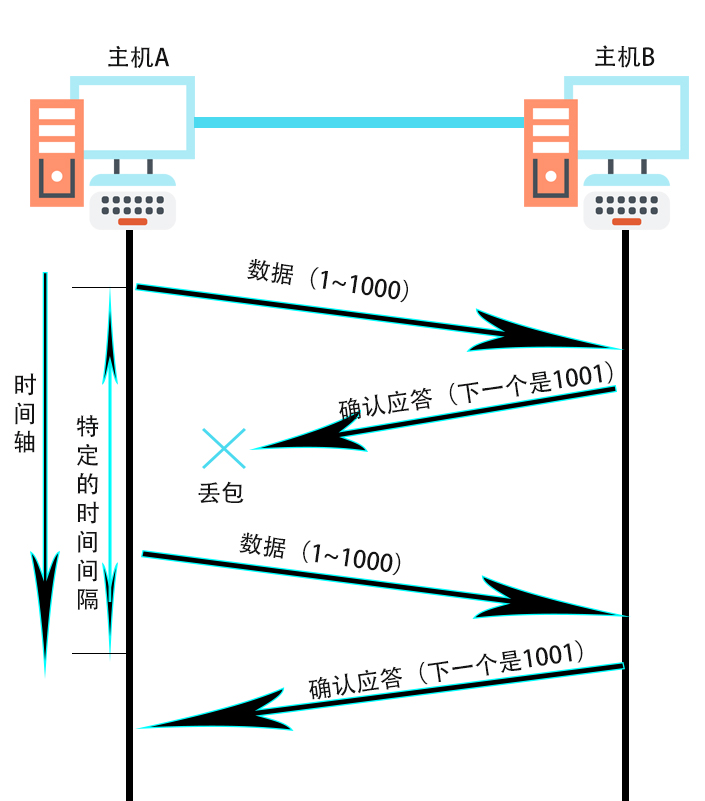 主机A
主机B
数据（1~1000）
确认应答（下一个是1001）
时间轴
特定的时间间隔
丢包
数据（1~1000）
确认应答（下一个是1001）